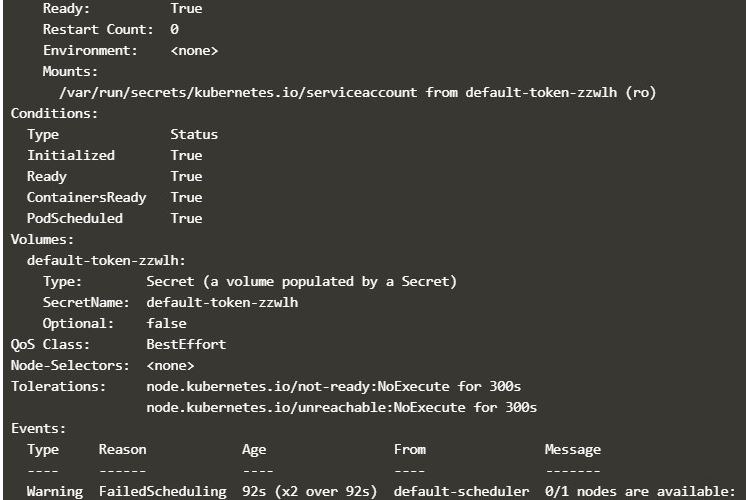 Ready: True
Restart Count: 0
Environment: <none>
Mounts:
/var/run/secrets/kubernetes.io/serviceaccount from default-token-zzwlh (ro)
Conditions:
Type Status
Initialized True
Ready True
ContainersReady True
PodScheduled True
Volumes:
default-token-zzwlh:
Type: Secret (a volume populated by a Secret)
SecretName: default-token-zzwlh
Optional: false
QoS Class: BestEffort
Node-Selectors: <none>
Tolerations: node.kubernetes.io/not-ready:NoExecute for 300s
node.kubernetes.io/unreachable:NoExecute for 300s
Events:
Type Reason Age From Message
---- ------ ---- ---- -------
Warning FailedScheduling 92s (x2 over 92s) default-scheduler 0/1 nodes are available: